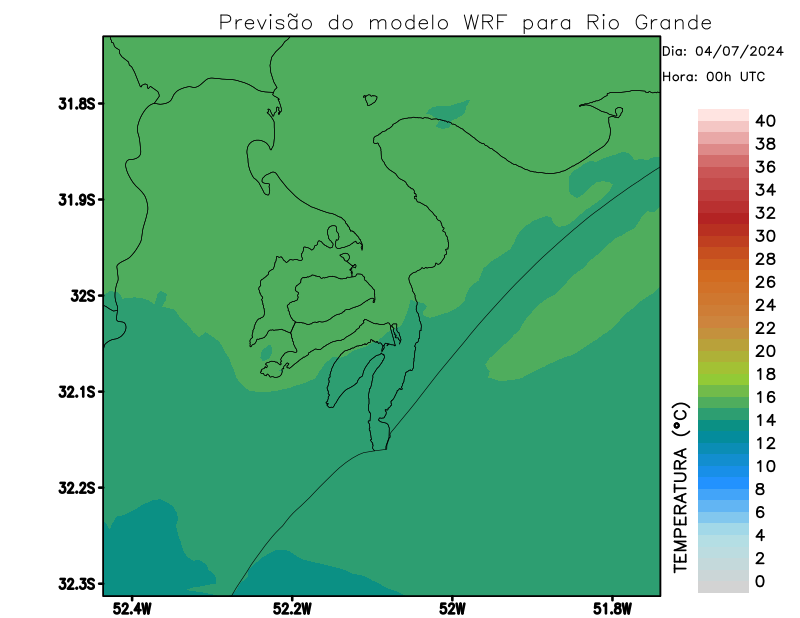 Previsão do modelo WRF para Rio Grande
Dia: 04/07/2024
Hora: 00h UTC
31.8S
31.9S
32S
32.1S
32.2S
32.3S
52.4W
52.2W
52W
51.8W
40
38
36
34
32
30
28
26
24
22
20
18
16
14
12
10
8
6
4
2
0
TEMPERATURA (°C)